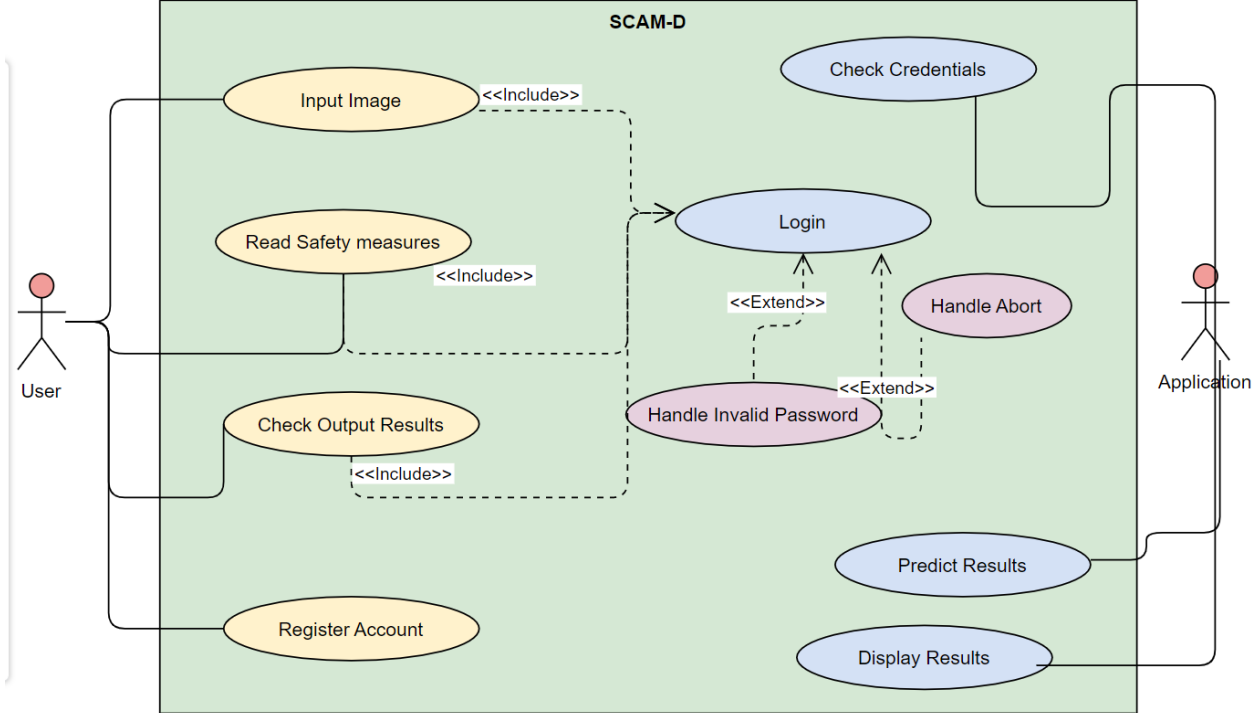 SCAM-D
Check Credentials
Input Image
<<Include>>
Login
Read Safety measures
<<Include>>
<<Extend>>
Handle Abort
User
Application
<<Extend>>
Check Output Results
Handle Invalid Password
<<Include>>
Predict Results
Register Account
Display Results